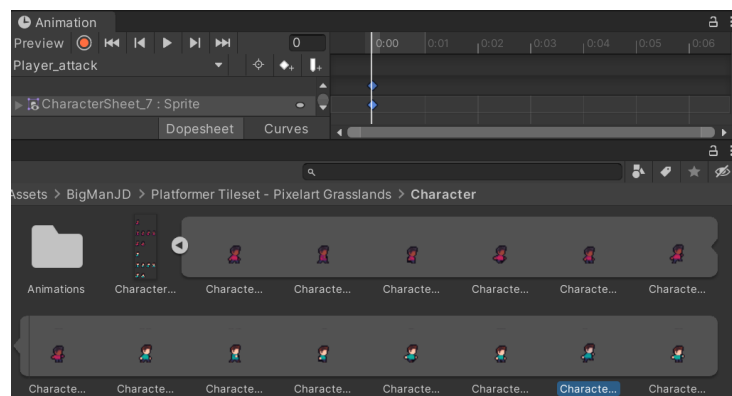 Animation
Preview 0 0:00 0:01 0:02 0:03 0:04 0:05 0:06
Player_attack
CharacterSheet_7 : Sprite
Dopesheet Curves
Assets > BigManJD > Platformer Tileset - Pixelart Grasslands > Character
Animations Character... Characte... Characte... Characte... Characte... Characte... Characte...
Characte... Characte... Characte... Characte... Characte... Characte... Characte... Characte...